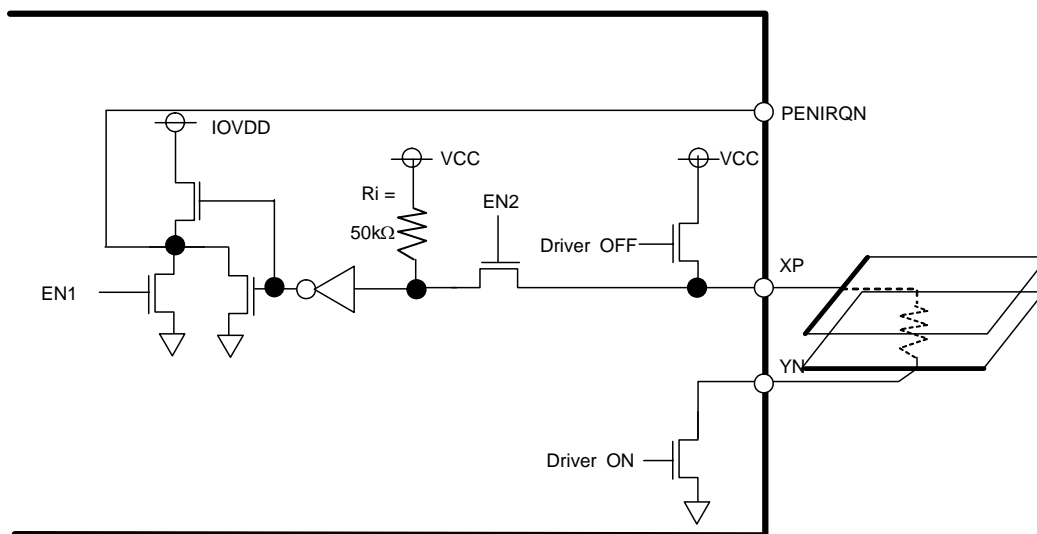 PENIRQN
IOVDD
VCC
VCC
Ri =
50kΩ
EN2
Driver OFF
XP
EN1
YN
Driver ON